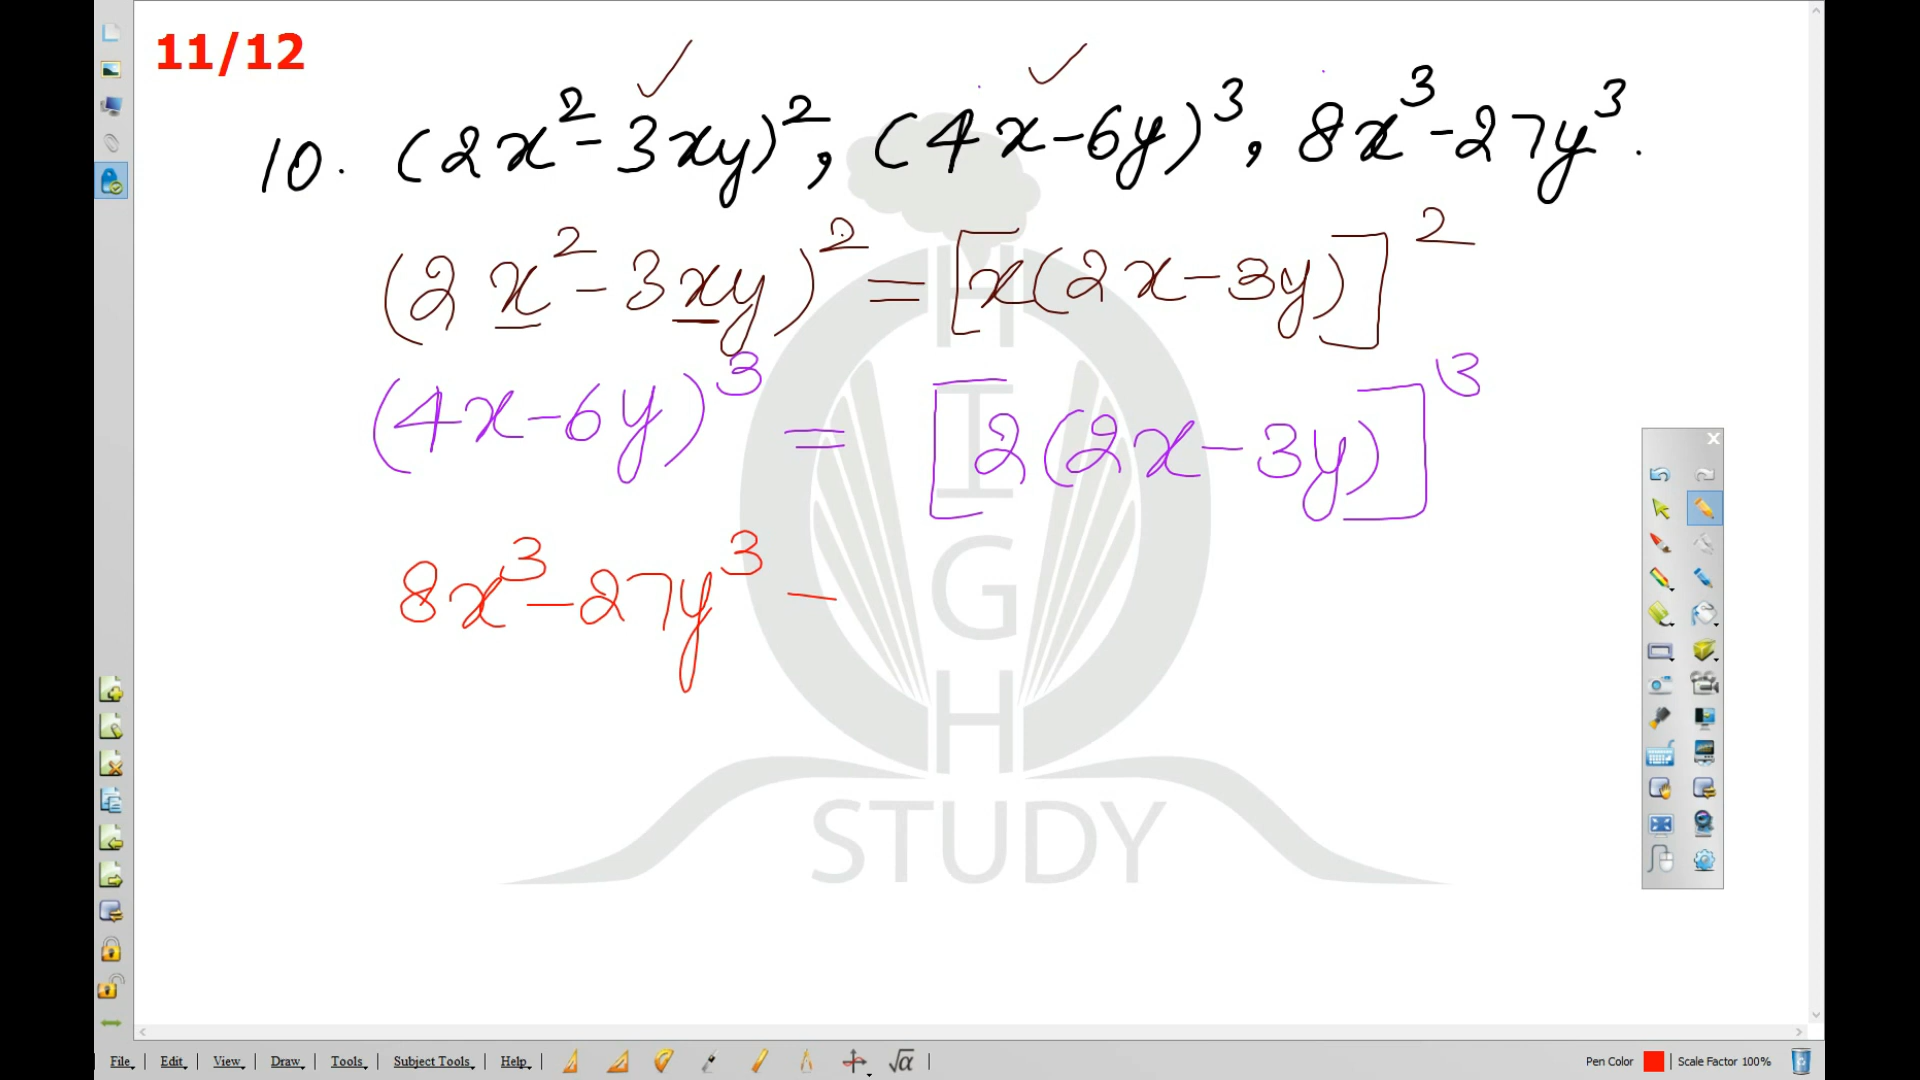 11/12
10. (2x² - 3xy)², (4x - 6y)³, 8x³ - 27y³.
(2x² - 3xy)² = [x(2x - 3y)]²
(4x - 6y)³ = [2(2x - 3y)]³
8x³ - 27y³ -
HIGH
STUDY
File Edit View Draw Tools Subject Tools Help √α Pen Color Scale Factor 100%